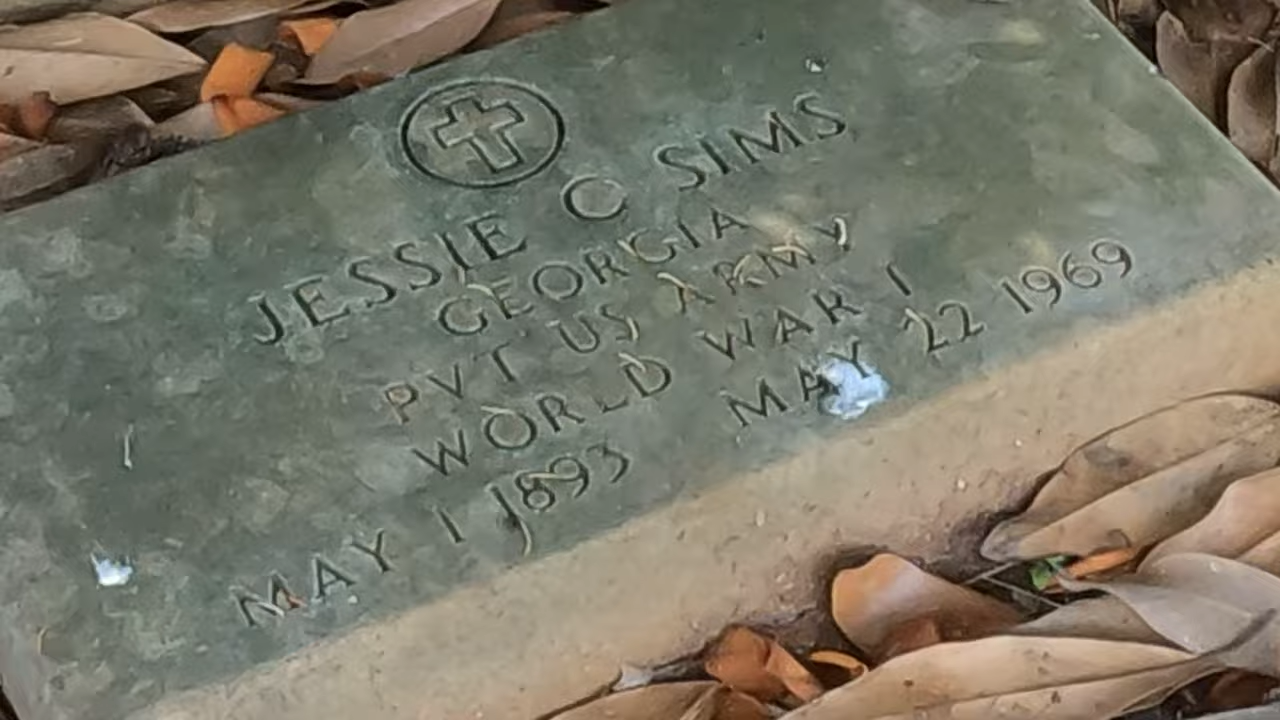 JESSIE C SIMS
GEORGIA
PVT US ARMY
WORLD WAR I
MAY 1 1893 MAY 22 1969